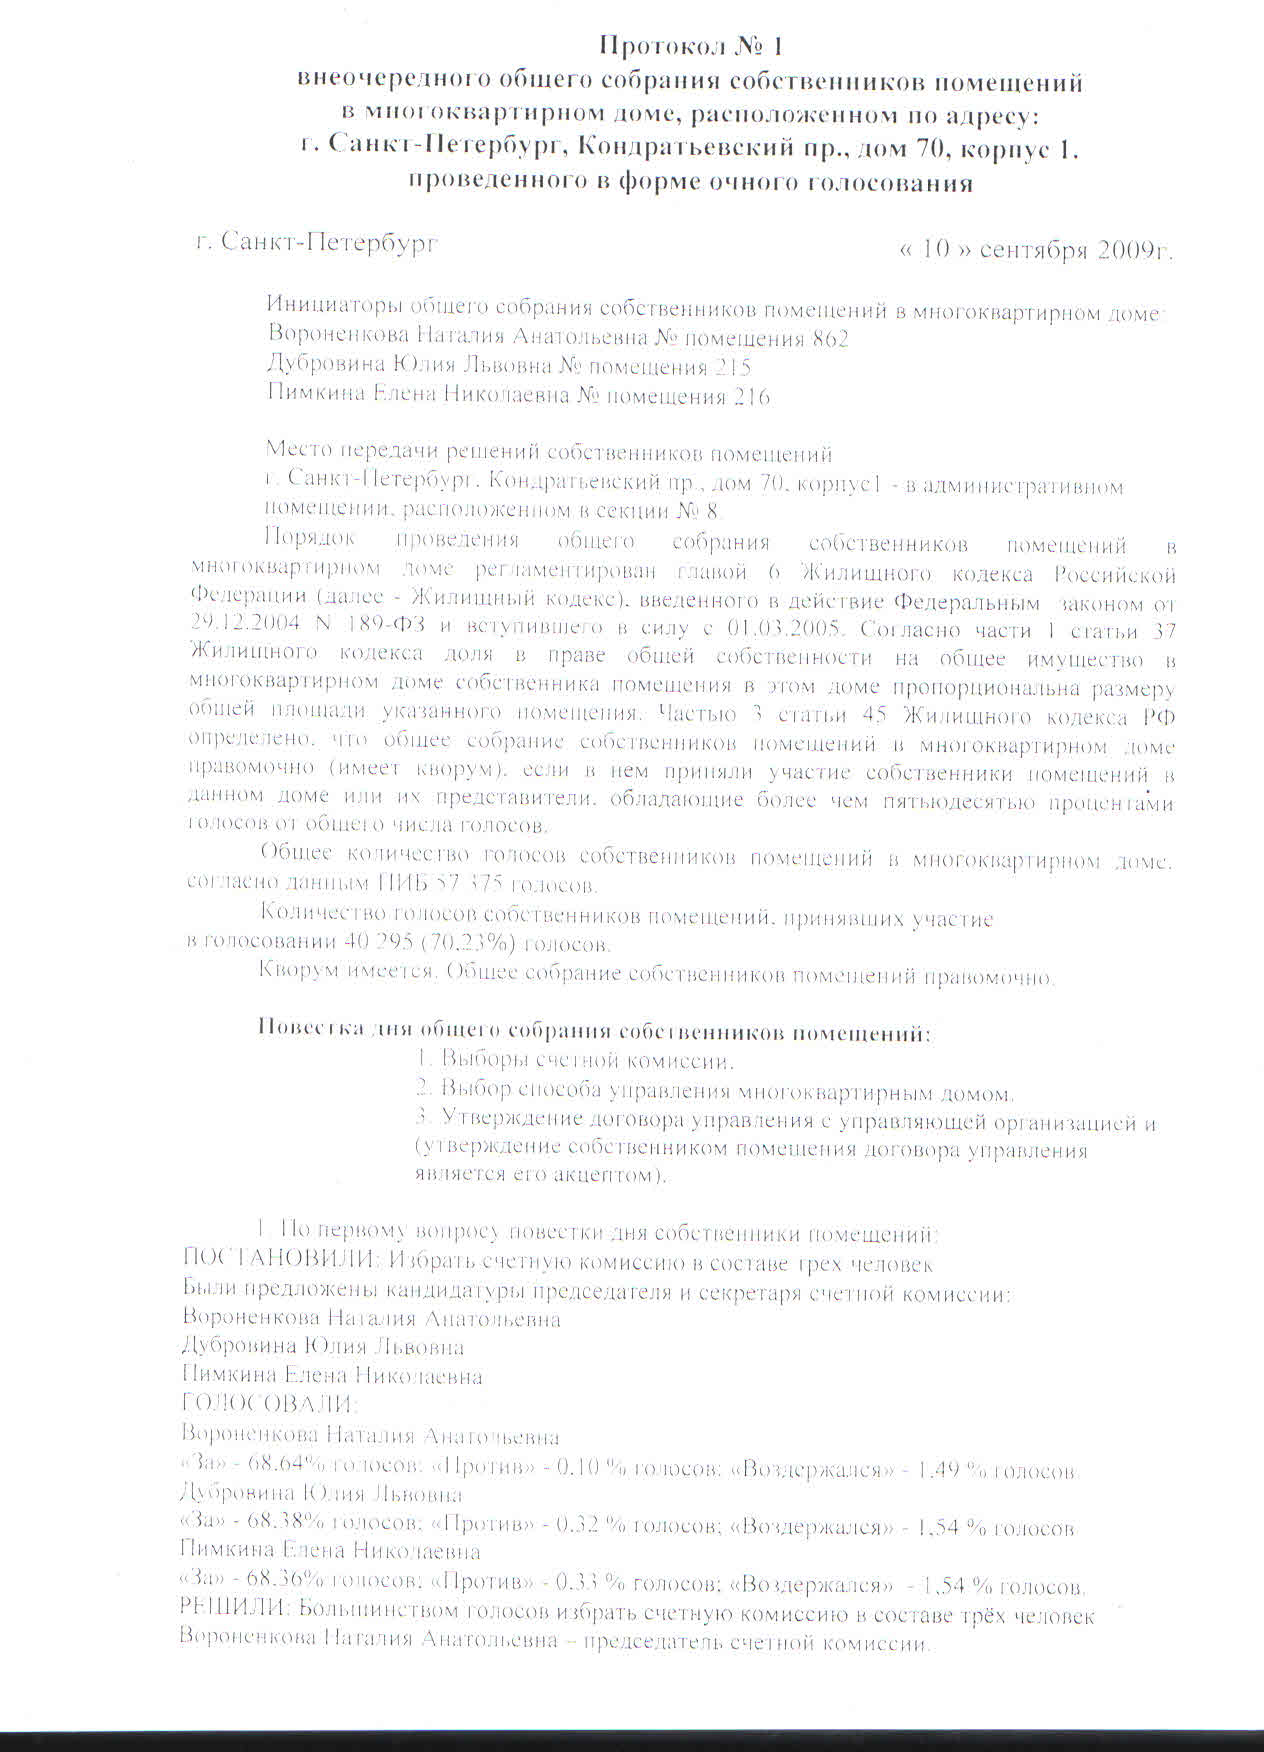 Протокол № 1
внеочередного общего собрания собственников помещений
в многоквартирном доме, расположенном по адресу:
г. Санкт-Петербург, Кондратьевский пр., дом 70, корпус 1,
проведенного в форме очного голосования
г. Санкт-Петербург
« 10 » сентября 2009г.
Инициаторы общего собрания собственников помещений в многоквартирном доме:
Вороненкова Наталия Анатольевна № помещения 862
Дубровина Юлия Львовна № помещения 215
Пимкина Елена Николаевна № помещения 216
Место передачи решений собственников помещений
г. Санкт-Петербург, Кондратьевский пр., дом 70, корпус1 - в административном
помещении, расположенном в секции № 8.
Порядок проведения общего собрания собственников помещений в
многоквартирном доме регламентирован главой 6 Жилищного кодекса Российской
Федерации (далее - Жилищный кодекс), введенного в действие Федеральным законом от
29.12.2004 N 189-ФЗ и вступившего в силу с 01.03.2005. Согласно части 1 статьи 37
Жилищного кодекса доля в праве общей собственности на общее имущество в
многоквартирном доме собственника помещения в этом доме пропорциональна размеру
общей площади указанного помещения. Частью 3 статьи 45 Жилищного кодекса РФ
определено, что общее собрание собственников помещений в многоквартирном доме
правомочно (имеет кворум), если в нем приняли участие собственники помещений в
данном доме или их представители, обладающие более чем пятьюдесятью процентами
голосов от общего числа голосов.
Общее количество голосов собственников помещений в многоквартирном доме,
согласно данным ПИБ 57 375 голосов.
Количество голосов собственников помещений, принявших участие
в голосовании 40 295 (70,23%) голосов.
Кворум имеется. Общее собрание собственников помещений правомочно.
Повестка дня общего собрания собственников помещений:
1. Выборы счетной комиссии.
2. Выбор способа управления многоквартирным домом.
3. Утверждение договора управления с управляющей организацией и
(утверждение собственником помещения договора управления
является его акцептом).
1. По первому вопросу повестки дня собственники помещений:
ПОСТАНОВИЛИ: Избрать счетную комиссию в составе трех человек
Были предложены кандидатуры председателя и секретаря счетной комиссии:
Вороненкова Наталия Анатольевна
Дубровина Юлия Львовна
Пимкина Елена Николаевна
ГОЛОСОВАЛИ:
Вороненкова Наталия Анатольевна
«За» - 68,64% голосов; «Против» - 0,10 % голосов; «Воздержался» - 1,49 % голосов.
Дубровина Юлия Львовна
«За» - 68,38% голосов; «Против» - 0,32 % голосов; «Воздержался» - 1,54 % голосов
Пимкина Елена Николаевна
«За» - 68,36% голосов; «Против» - 0,33 % голосов; «Воздержался» - 1,54 % голосов.
РЕШИЛИ: Большинством голосов избрать счетную комиссию в составе трёх человек
Вороненкова Наталия Анатольевна – председатель счетной комиссии.